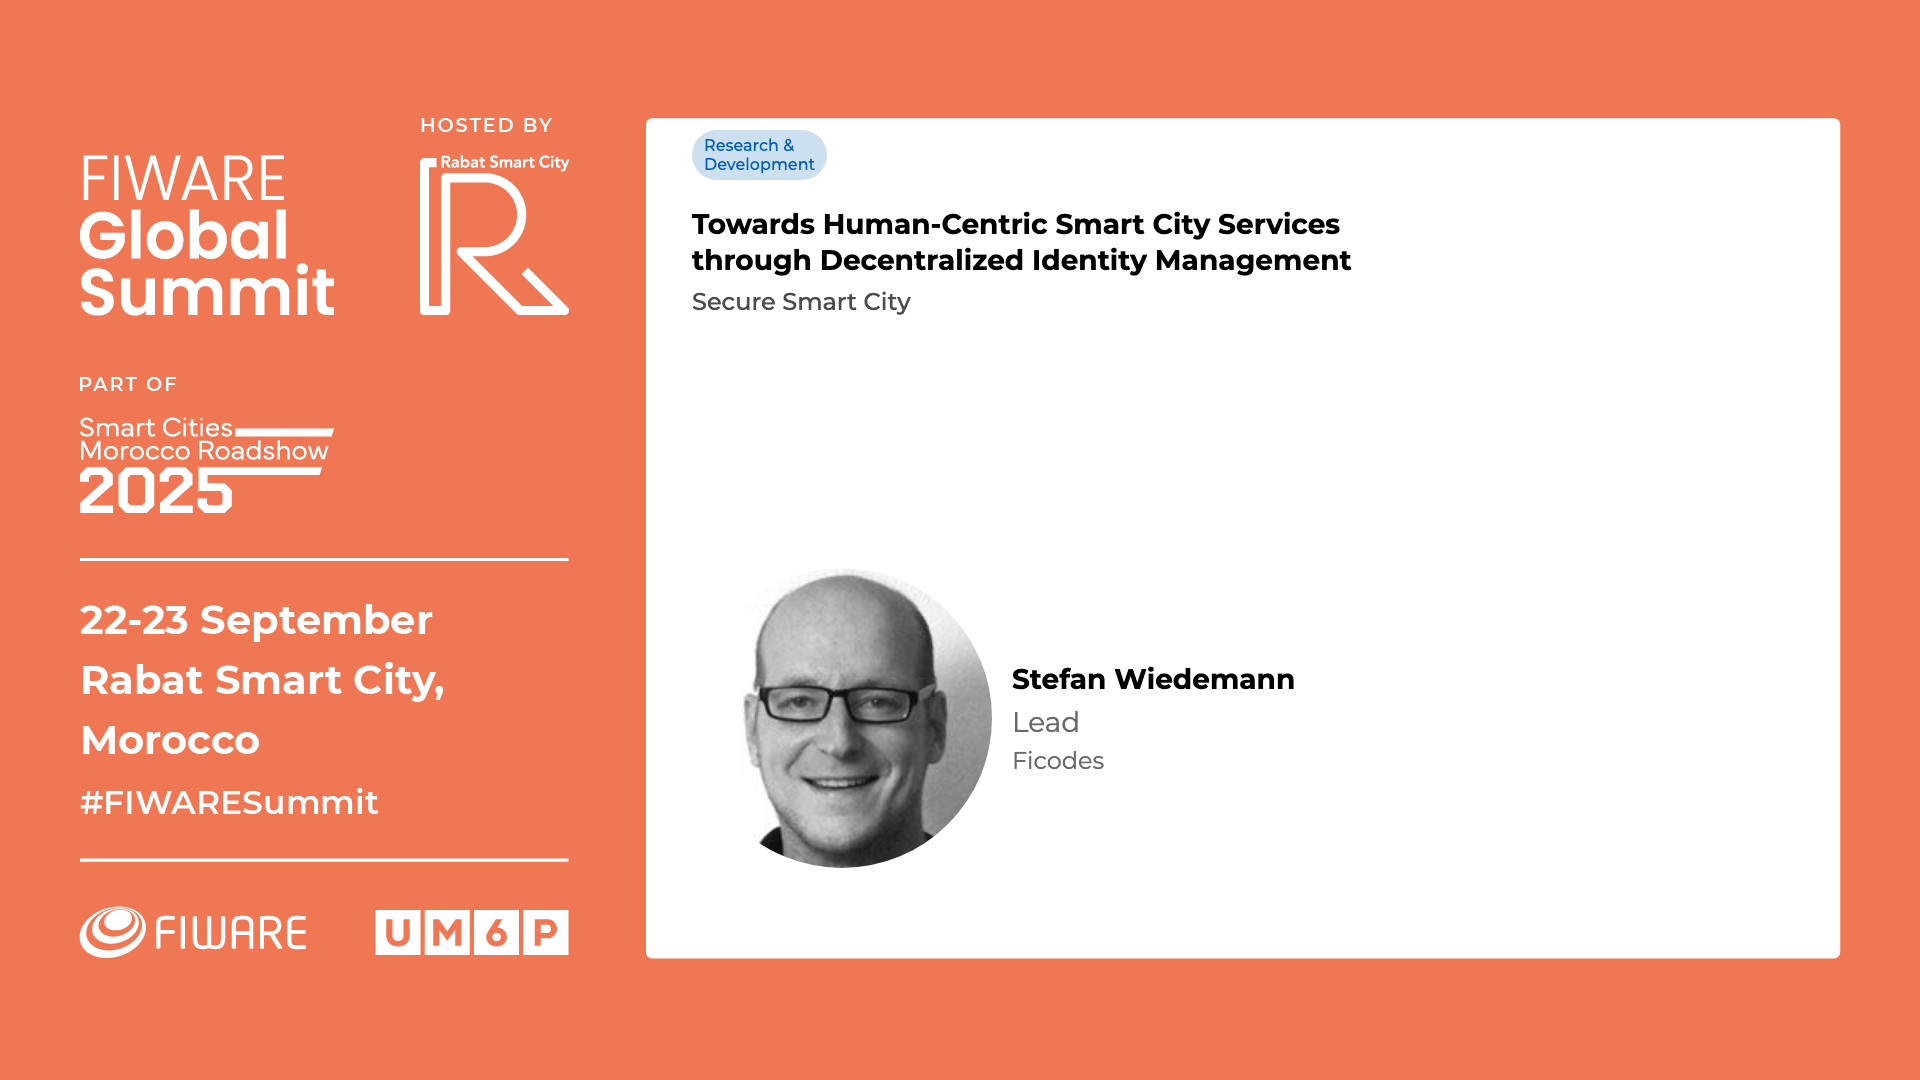 FIWARE
Global
Summit
HOSTED BY
Rabat Smart City
R
PART OF
Smart Cities
Morocco Roadshow
2025
22-23 September
Rabat Smart City,
Morocco
#FIWARESummit
FIWARE
UM6P
Research &
Development
Towards Human-Centric Smart City Services
through Decentralized Identity Management
Secure Smart City
Stefan Wiedemann
Lead
Ficodes